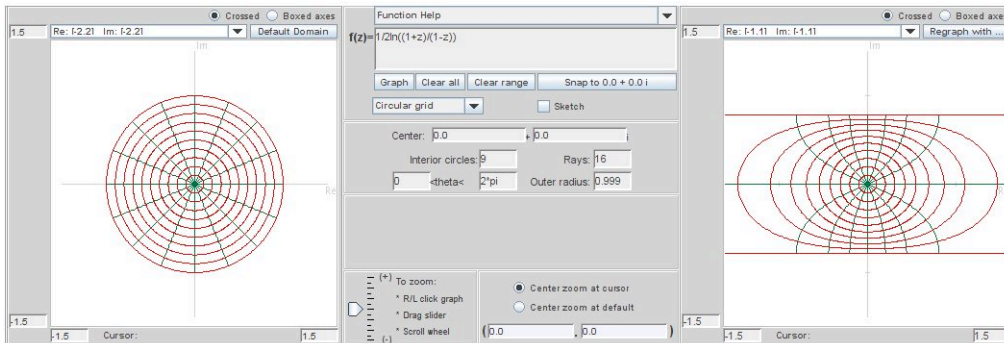 Crossed Boxed axes
1.5 Re: [-2,2] Im: [-2,2] Default Domain
Im
Re
-1.5
-1.5 Cursor: 1.5
Function Help
f(z)= 1/2ln((1+z)/(1-z))
Graph Clear all Clear range Snap to 0.0 + 0.0 i
Circular grid Sketch
Center: 0.0 + 0.0 i
Interior circles: 9 Rays: 16
0 <theta< 2*pi Outer radius: 0.999
(+) To zoom:
* R/L click graph
* Drag slider
* Scroll wheel
(-)
Center zoom at cursor
Center zoom at default
( 0.0 , 0.0 )
Crossed Boxed axes
1.5 Re: [-1,1] Im: [-1,1] Regraph with ...
Im
-1.5
-1.5 Cursor: 1.5